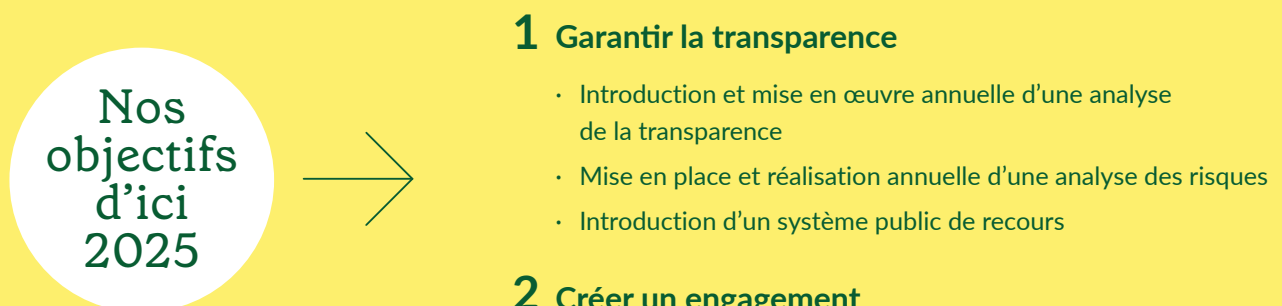 Nos
objectifs
d'ici
2025
1 Garantir la transparence
· Introduction et mise en œuvre annuelle d'une analyse
de la transparence
· Mise en place et réalisation annuelle d'une analyse des risques
· Introduction d'un système public de recours
2 Créer un engagement